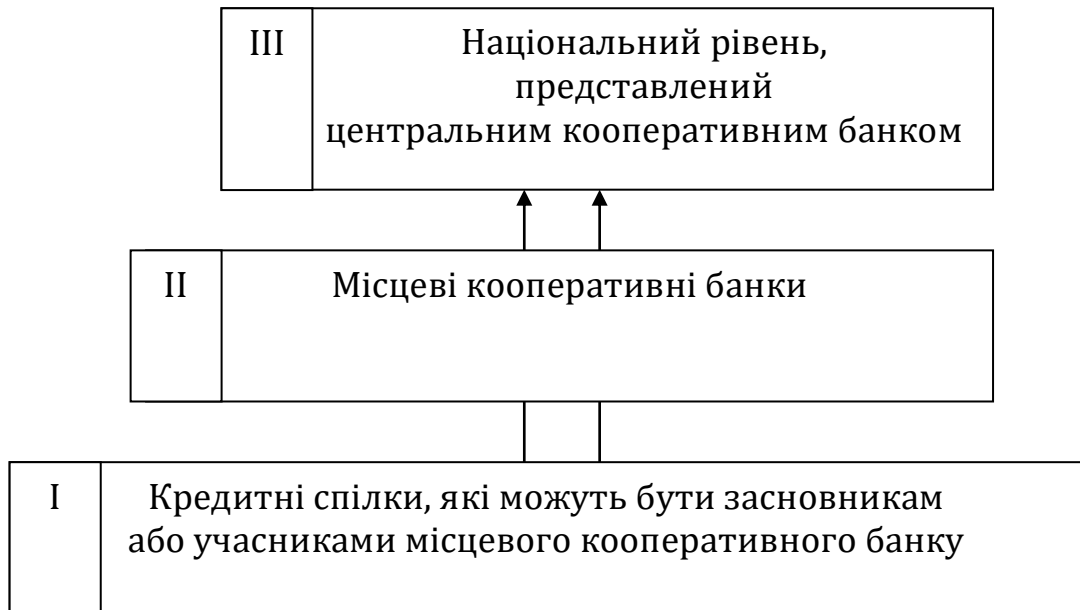 III
Національний рівень,
представлений
центральним кооперативним банком
II
Місцеві кооперативні банки
I
Кредитні спілки, які можуть бути засновникам
або учасниками місцевого кооперативного банку